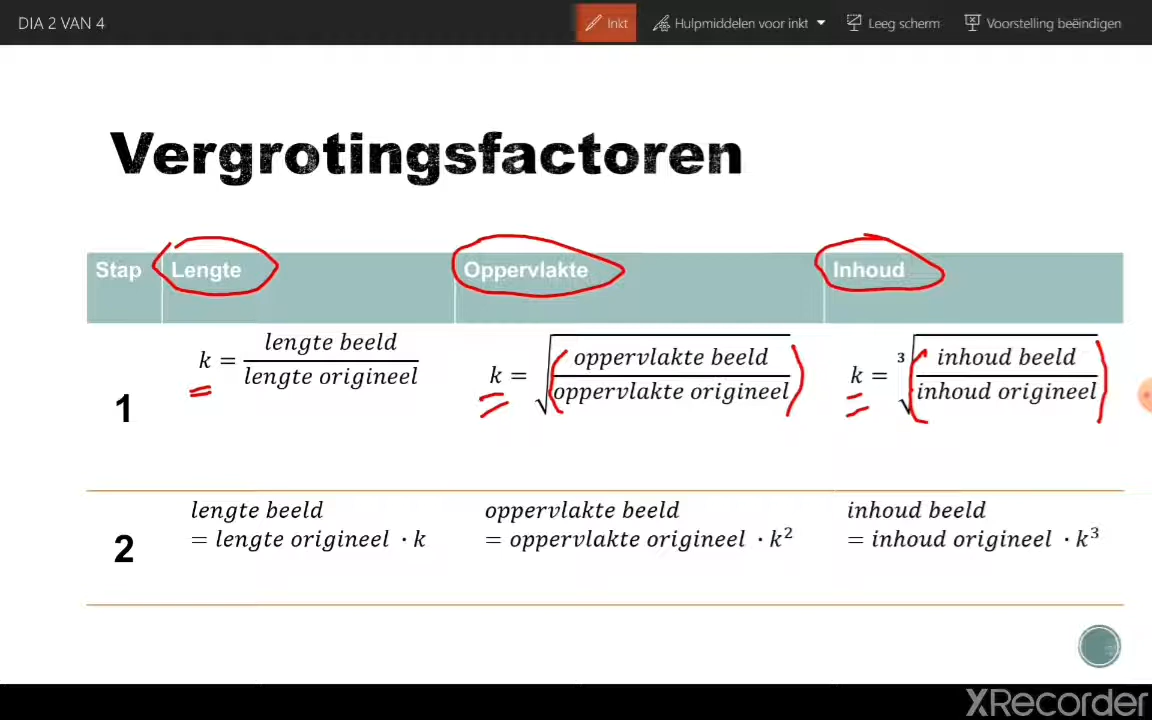 DIA 2 VAN 4 Inkt Hulpmiddelen voor inkt Leeg scherm Voorstelling beëindigen
Vergrotingsfactoren
Stap Lengte Oppervlakte Inhoud
1 k = lengte beeld / lengte origineel k = √(oppervlakte beeld / oppervlakte origineel) k = ³√(inhoud beeld / inhoud origineel)
2 lengte beeld oppervlakte beeld inhoud beeld
= lengte origineel · k = oppervlakte origineel · k² = inhoud origineel · k³
XRecorder